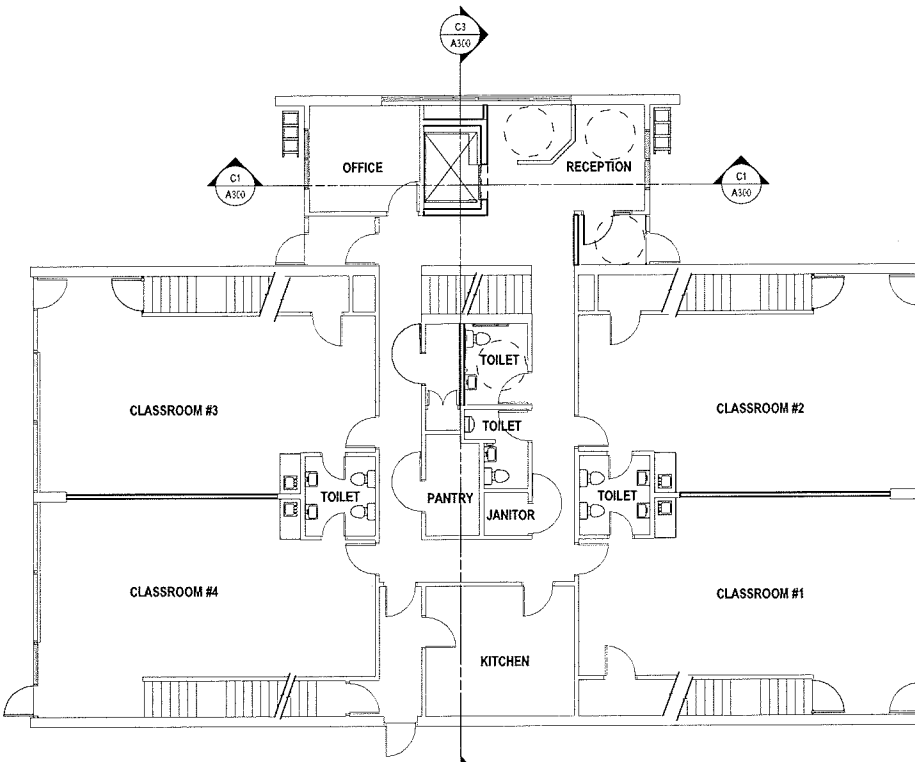 C3
A300
OFFICE
RECEPTION
C1
A300
C1
A300
TOILET
CLASSROOM #3
CLASSROOM #2
TOILET
TOILET
PANTRY
TOILET
JANITOR
CLASSROOM #4
CLASSROOM #1
KITCHEN